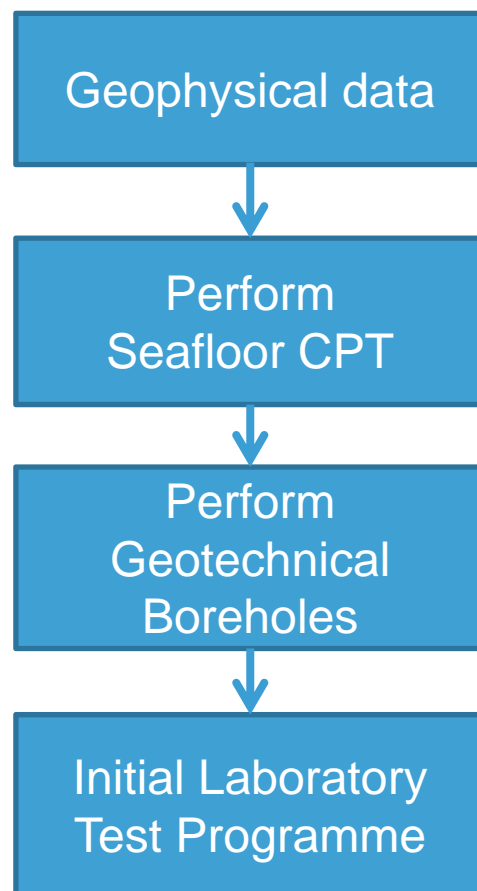 Geophysical data
Perform
Seafloor CPT
Perform
Geotechnical
Boreholes
Initial Laboratory
Test Programme